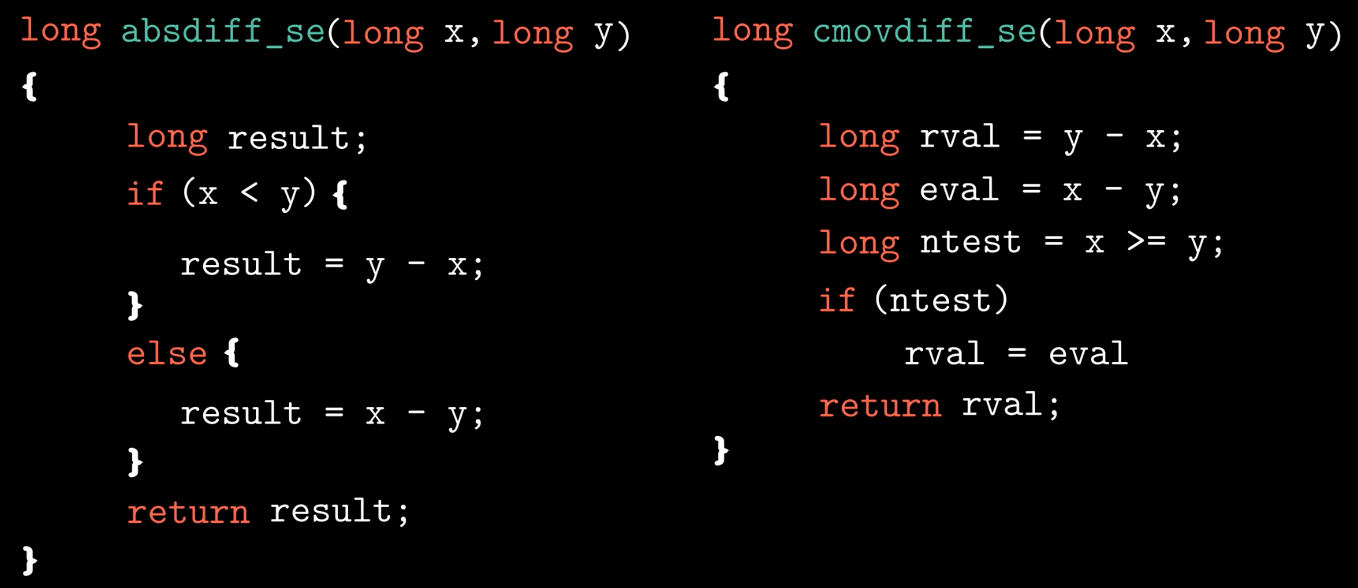 long absdiff_se(long x, long y)
{
long result;
if (x < y) {
result = y - x;
}
else {
result = x - y;
}
return result;
}
long cmovdiff_se(long x, long y)
{
long rval = y - x;
long eval = x - y;
long ntest = x >= y;
if (ntest)
rval = eval
return rval;
}